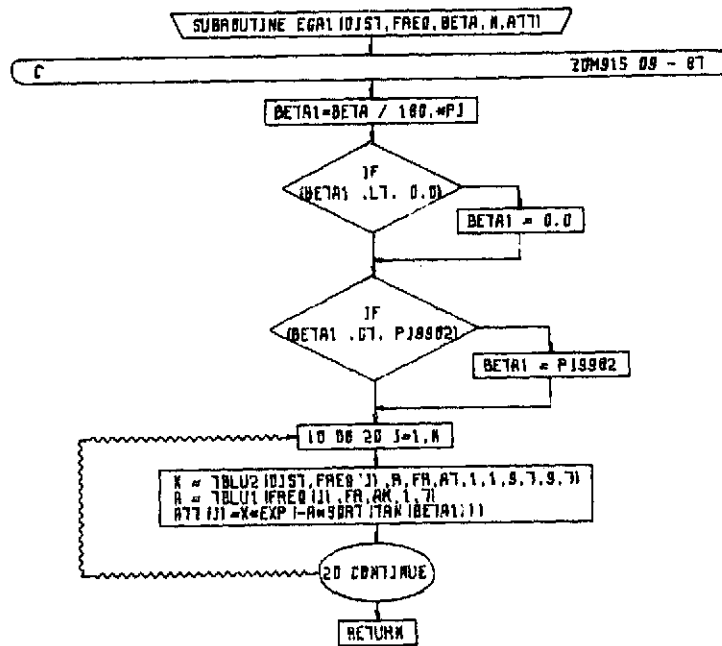 SUBROUTINE EGA1 (DIST, FREQ, BETA, N, ATT)
C 20M915 09 - 87
BETA1=BETA / 180.*PI
IF
(BETA1 .LT. 0.0)
BETA1 = 0.0
IF
(BETA1 .GT. PI9902)
BETA1 = PI9902
10 DO 20 J=1,N
X = TBLU2 (DIST, FREQ(J), R, FR, AT, 1, 1, 9, 7, 9, 7)
A = TBLU1 (FREQ(J), FR, AK, 1, 7)
ATT(J)=X*EXP(-A*SQRT(TAN(BETA1)))
20 CONTINUE
RETURN